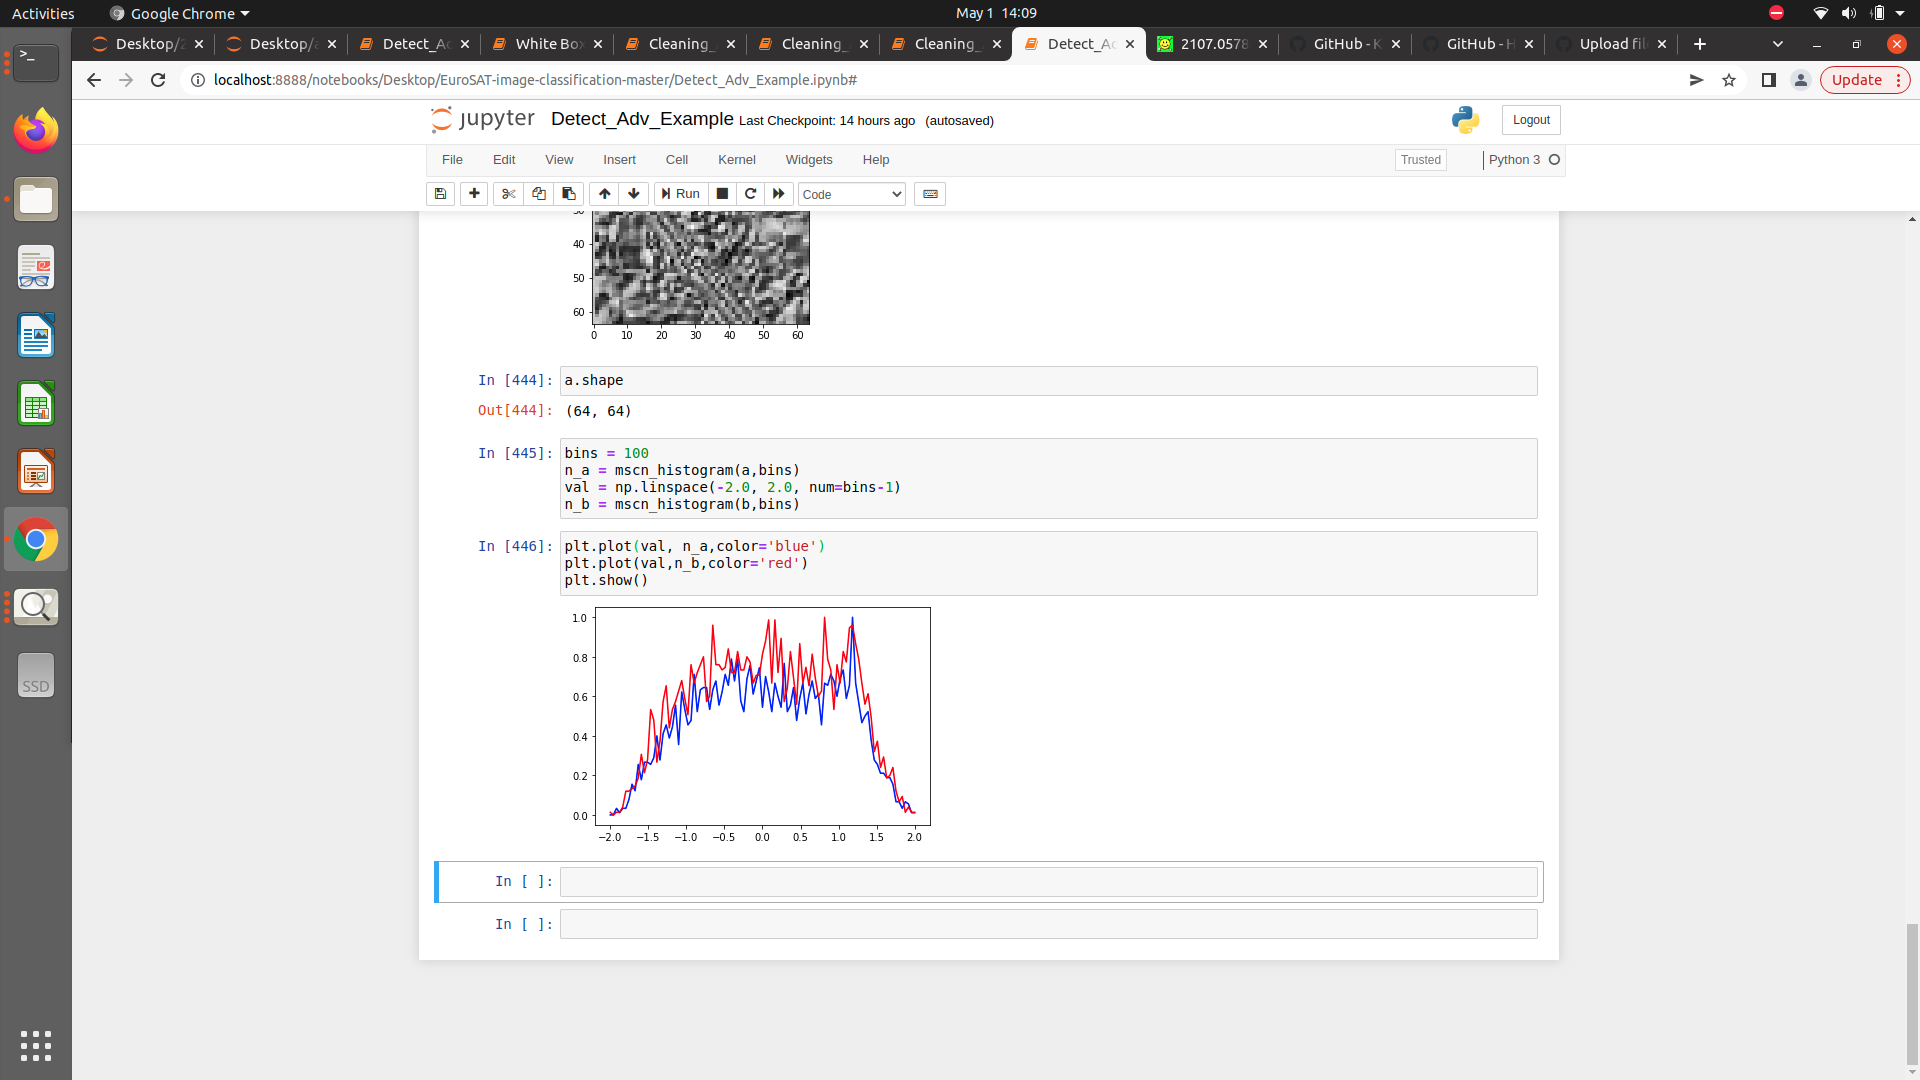 Activities
Google Chrome
May 1 14:09
Desktop/2
Desktop/a
Detect_Ad
White Box
Cleaning_
Cleaning_
Cleaning_
Detect_Ad
2107.0578
GitHub - K
GitHub - H
Upload fil
localhost:8888/notebooks/Desktop/EuroSAT-image-classification-master/Detect_Adv_Example.ipynb#
Update
jupyter
Detect_Adv_Example Last Checkpoint: 14 hours ago (autosaved)
Logout
File Edit View Insert Cell Kernel Widgets Help
Trusted
Python 3
Run
Code
40
50
60
0 10 20 30 40 50 60
In [444]: a.shape
Out[444]: (64, 64)
In [445]: bins = 100
n_a = mscn_histogram(a,bins)
val = np.linspace(-2.0, 2.0, num=bins-1)
n_b = mscn_histogram(b,bins)
In [446]: plt.plot(val, n_a,color='blue')
plt.plot(val,n_b,color='red')
plt.show()
1.0
0.8
0.6
0.4
0.2
0.0
−2.0 −1.5 −1.0 −0.5 0.0 0.5 1.0 1.5 2.0
In [ ]:
In [ ]:
SSD